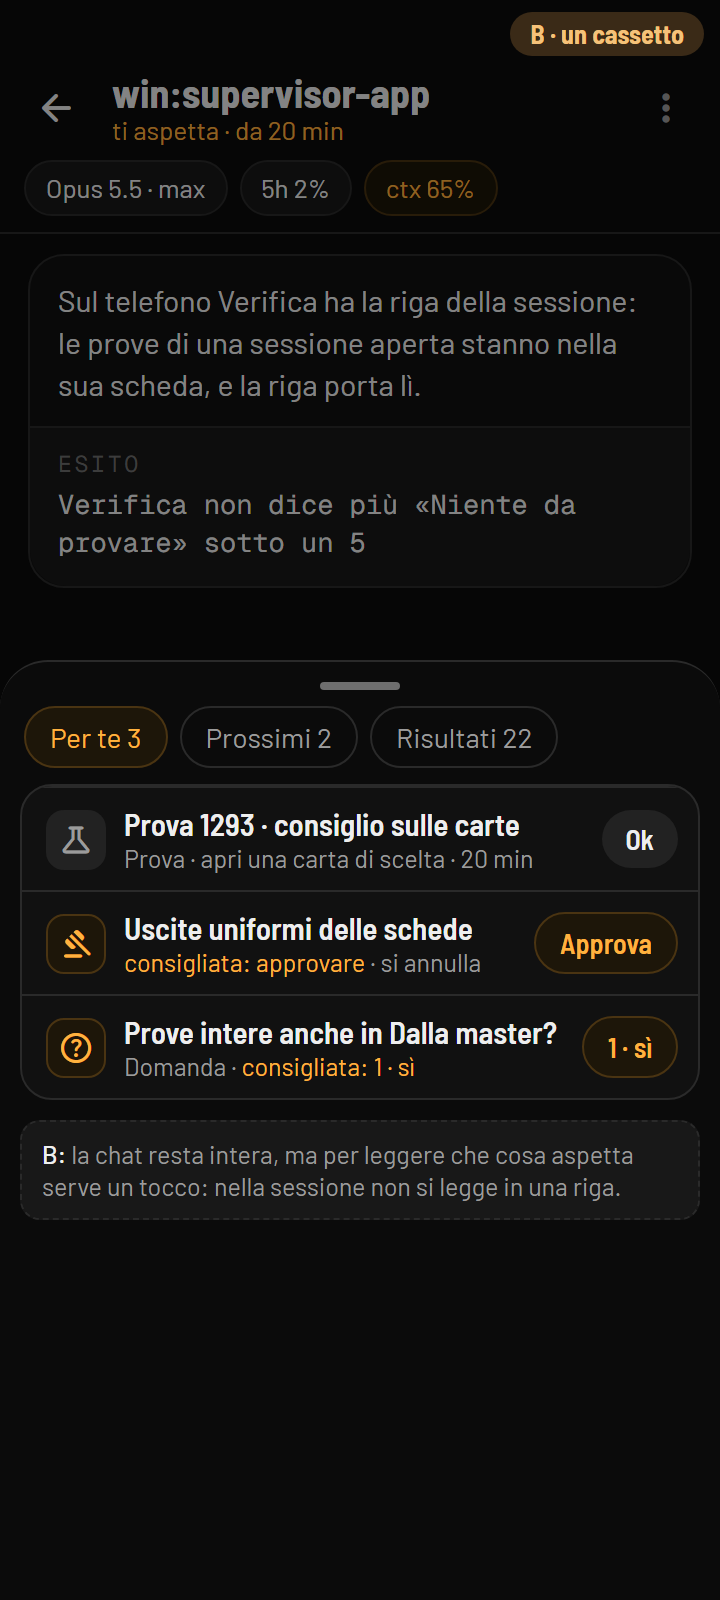 B · un cassetto
win:supervisor-app
ti aspetta · da 20 min
Opus 5.5 · max
5h 2%
ctx 65%
Sul telefono Verifica ha la riga della sessione:
le prove di una sessione aperta stanno nella
sua scheda, e la riga porta lì.
ESITO
Verifica non dice più «Niente da
provare» sotto un 5
Per te 3
Prossimi 2
Risultati 22
Prova 1293 · consiglio sulle carte
Prova · apri una carta di scelta · 20 min
Ok
Uscite uniformi delle schede
consigliata: approvare · si annulla
Approva
Prove intere anche in Dalla master?
Domanda · consigliata: 1 · sì
1 · sì
B: la chat resta intera, ma per leggere che cosa aspetta
serve un tocco: nella sessione non si legge in una riga.